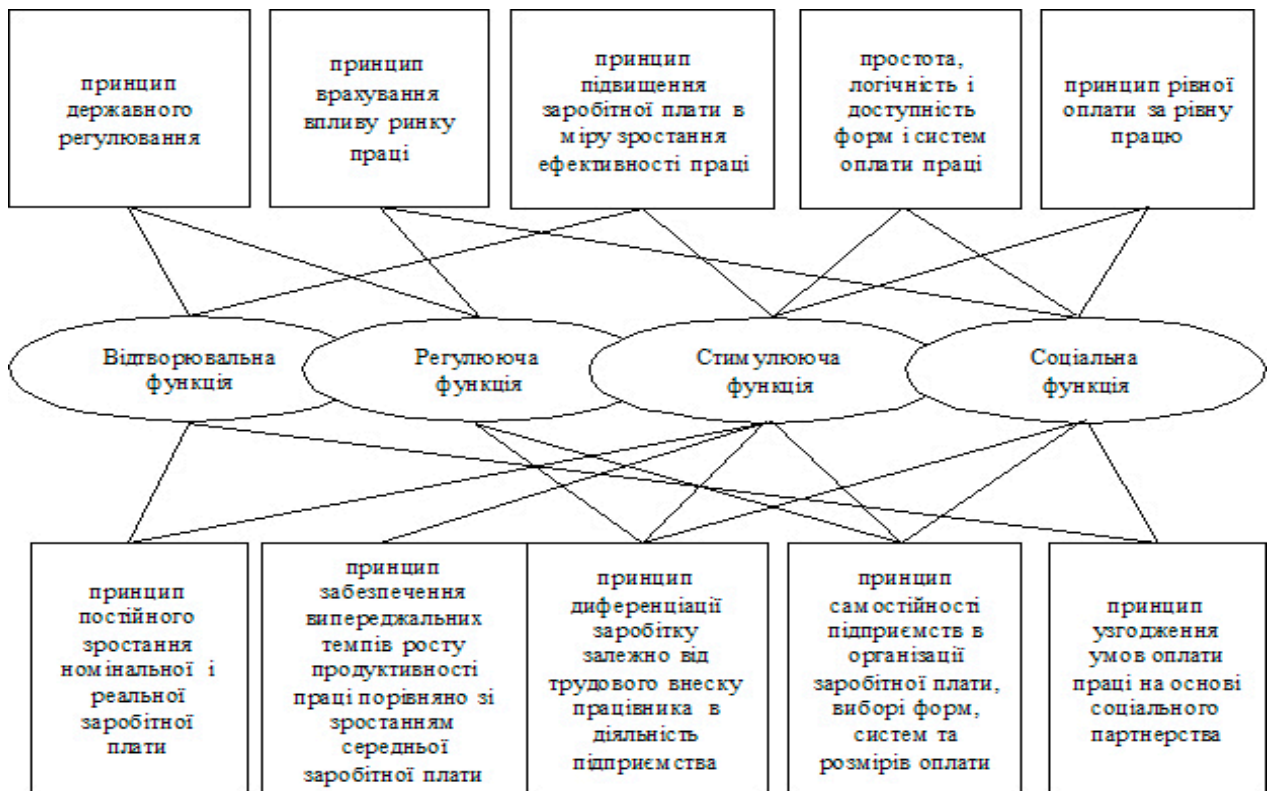 принцип
державного
регулювання
принцип
врахування
впливу ринку
праці
принцип
підвищення
заробітної плати в
міру зростання
ефективності праці
простота,
логічність і
доступність
форм і систем
оплати праці
принцип рівної
оплати за рівну
працю
Відтворювальна
функція
Регулююча
функція
Стимулююча
функція
Соціальна
функція
принцип
постійного
зростання
номінальної і
реальної
заробітної
плати
принцип
забезпечення
випереджальних
темпів росту
продуктивності
праці порівняно зі
зростанням
середньої
заробітної плати
принцип
диференціації
заробітку
залежно від
трудового внеску
працівника в
діяльність
підприємства
принцип
самостійності
підприємств в
організації
заробітної плати,
виборі форм,
систем та
розмірів оплати
принцип
узгодження
умов оплати
праці на основі
соціального
партнерства